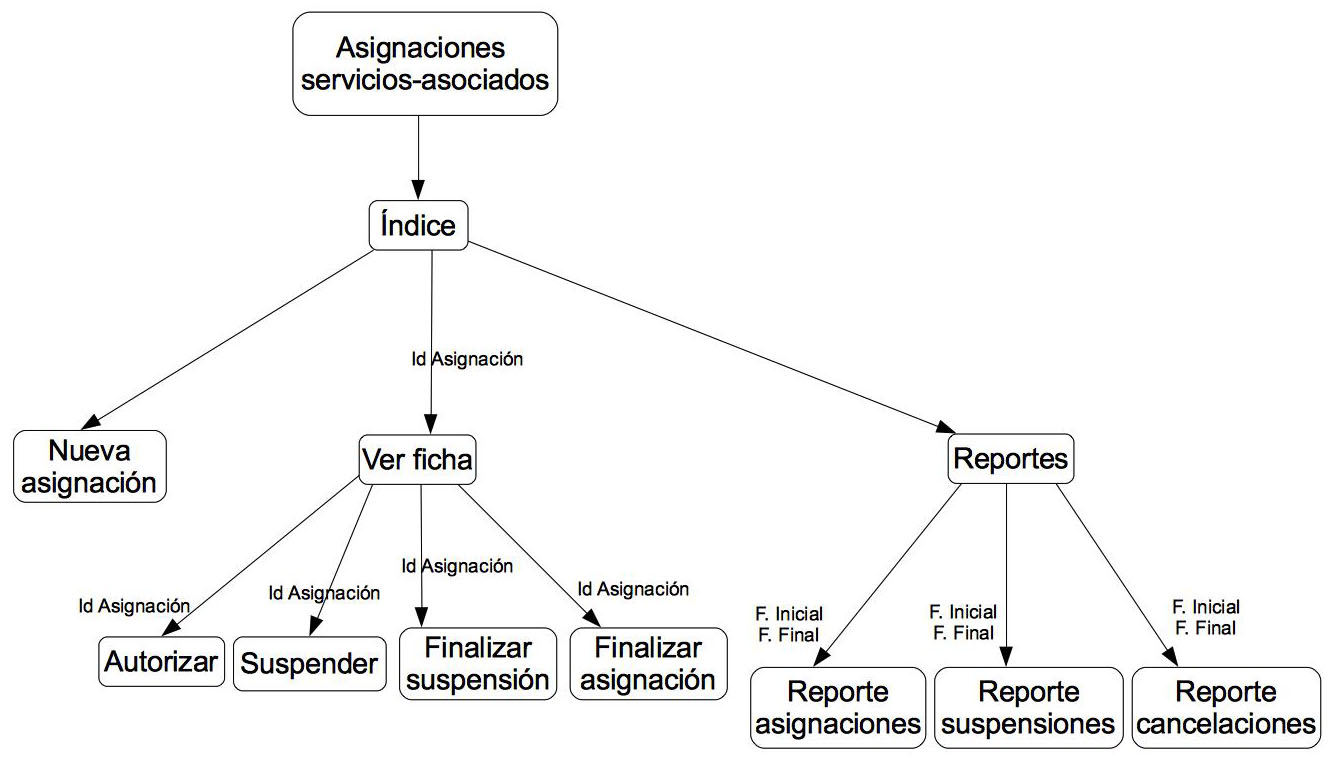 Asignaciones
servicios-asociados
Índice
Id Asignación
Nueva
asignación
Ver ficha
Reportes
Id Asignación
Id Asignación
Id Asignación
Id Asignación
F. Inicial
F. Final
F. Inicial
F. Final
F. Inicial
F. Final
Autorizar
Suspender
Finalizar
suspensión
Finalizar
asignación
Reporte
asignaciones
Reporte
suspensiones
Reporte
cancelaciones